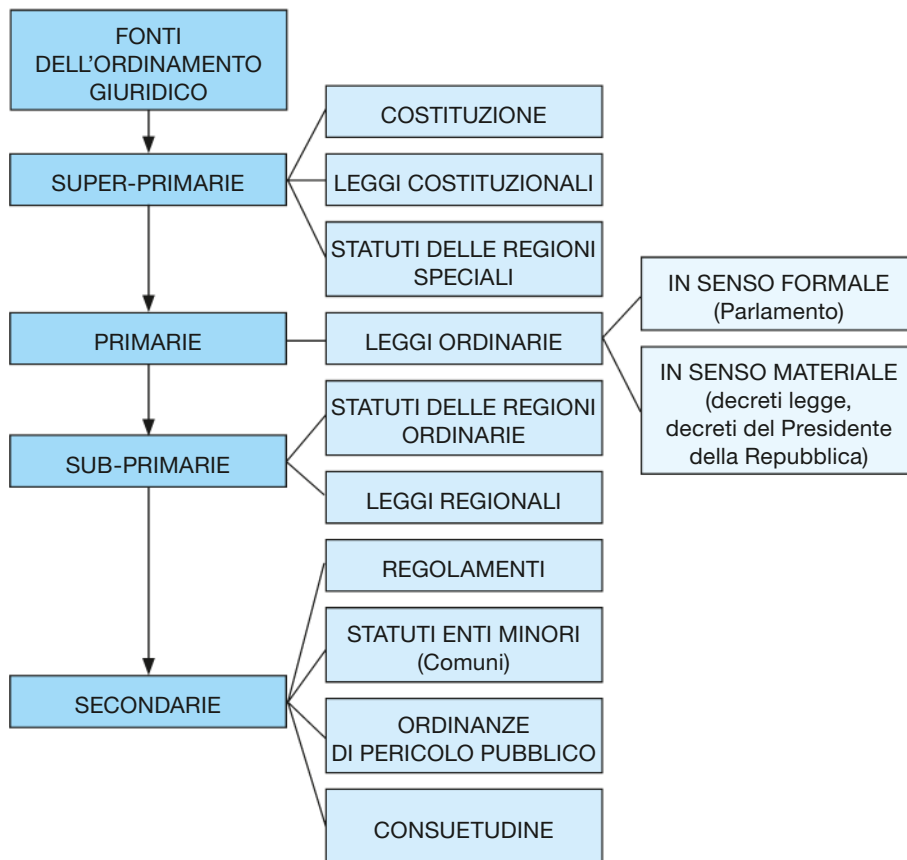 FONTI
DELL'ORDINAMENTO
GIURIDICO
SUPER-PRIMARIE
COSTITUZIONE
LEGGI COSTITUZIONALI
STATUTI DELLE REGIONI
SPECIALI
PRIMARIE
LEGGI ORDINARIE
IN SENSO FORMALE
(Parlamento)
IN SENSO MATERIALE
(decreti legge,
decreti del Presidente
della Repubblica)
SUB-PRIMARIE
STATUTI DELLE REGIONI
ORDINARIE
LEGGI REGIONALI
SECONDARIE
REGOLAMENTI
STATUTI ENTI MINORI
(Comuni)
ORDINANZE
DI PERICOLO PUBBLICO
CONSUETUDINE